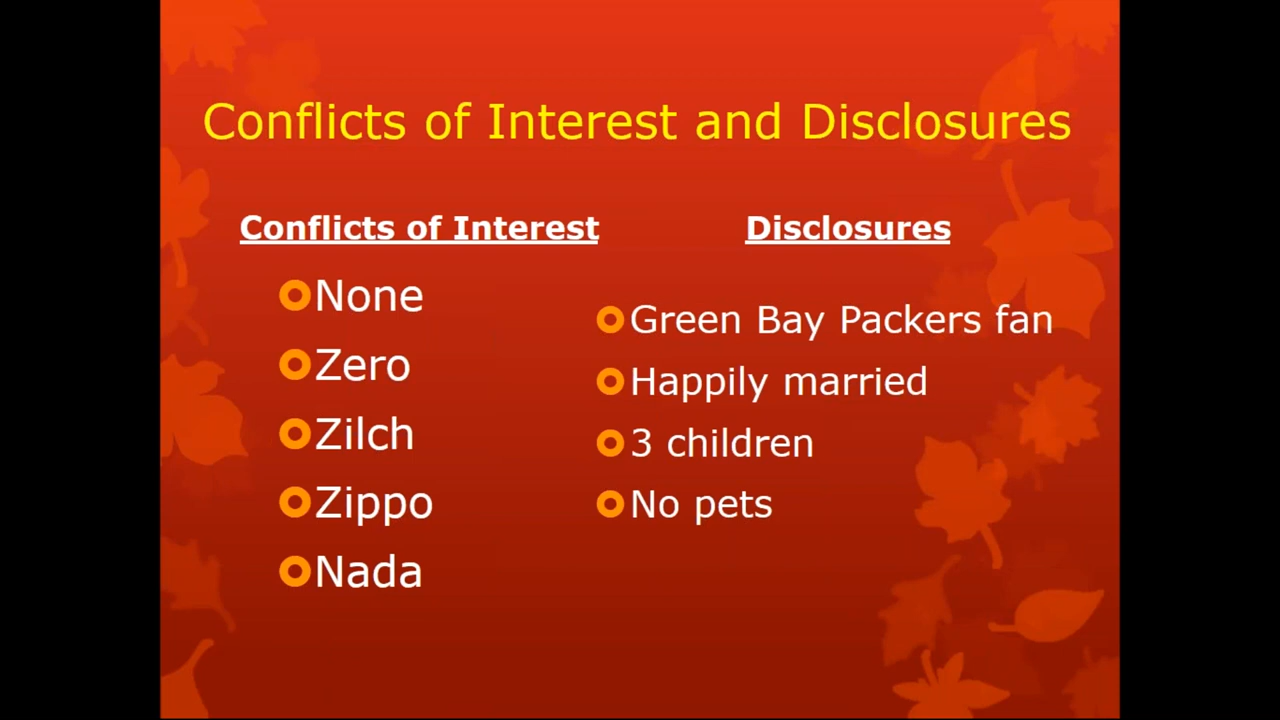 Conflicts of Interest and Disclosures
Conflicts of Interest
None
Zero
Zilch
Zippo
Nada
Disclosures
Green Bay Packers fan
Happily married
3 children
No pets